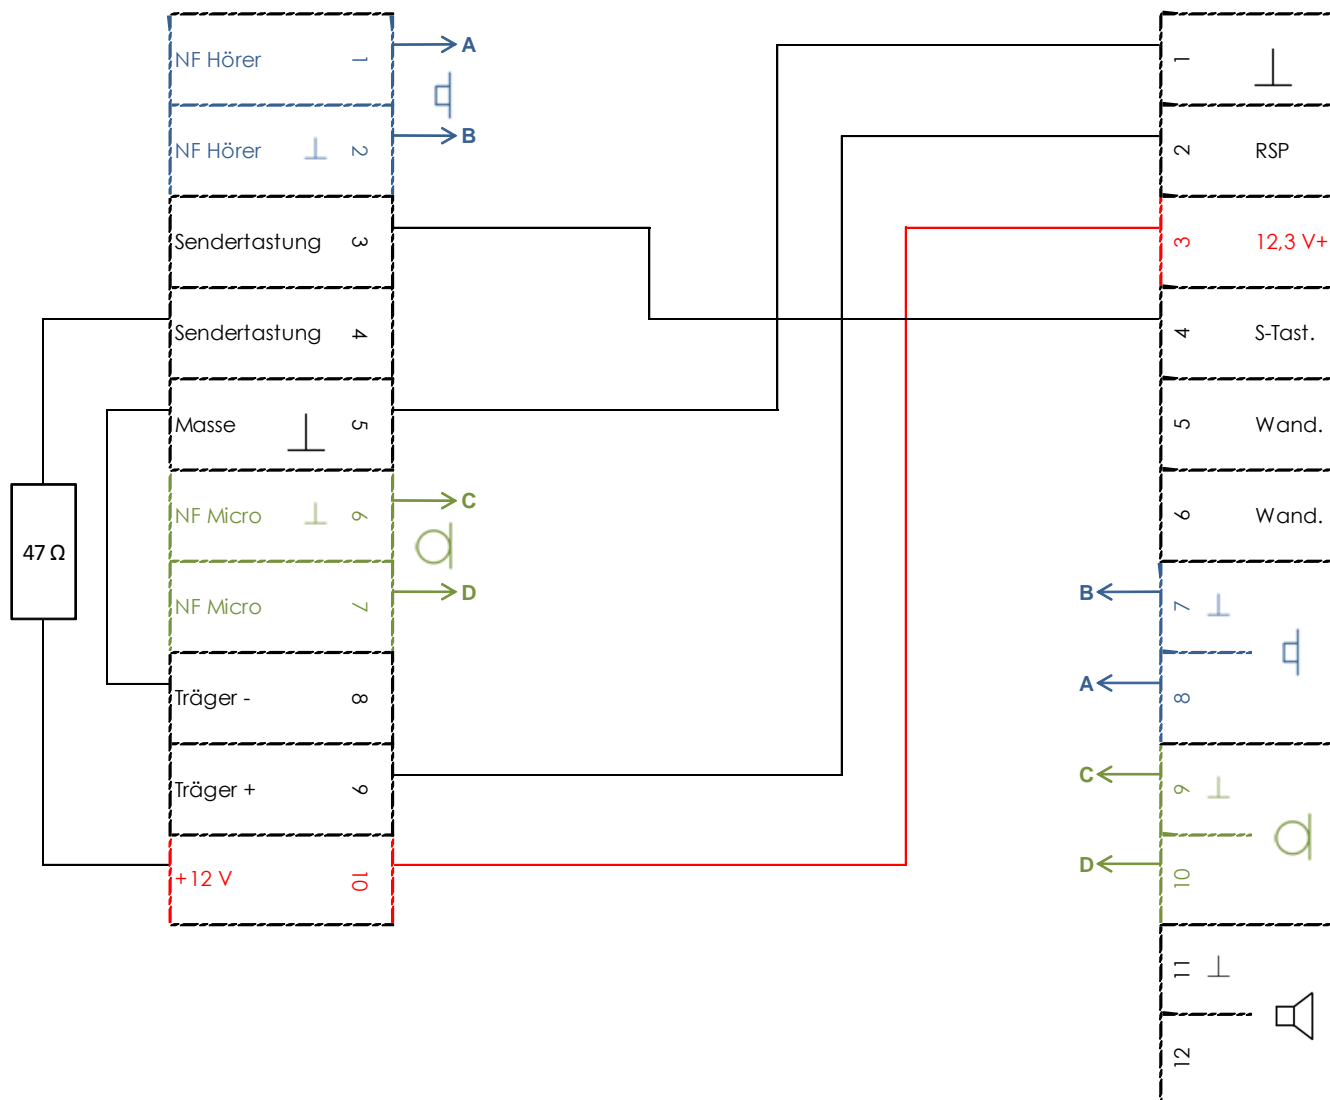 NF Hörer 1 A
NF Hörer 2 B
Sendertastung 3
Sendertastung 4
Masse 5
NF Micro 6 C
NF Micro 7 D
Träger - 8
Träger + 9
+12 V 10
47 Ω
1
2 RSP
3 12,3 V+
4 S-Tast.
5 Wand.
6 Wand.
B 7
A 8
C 9
D 10
11
12